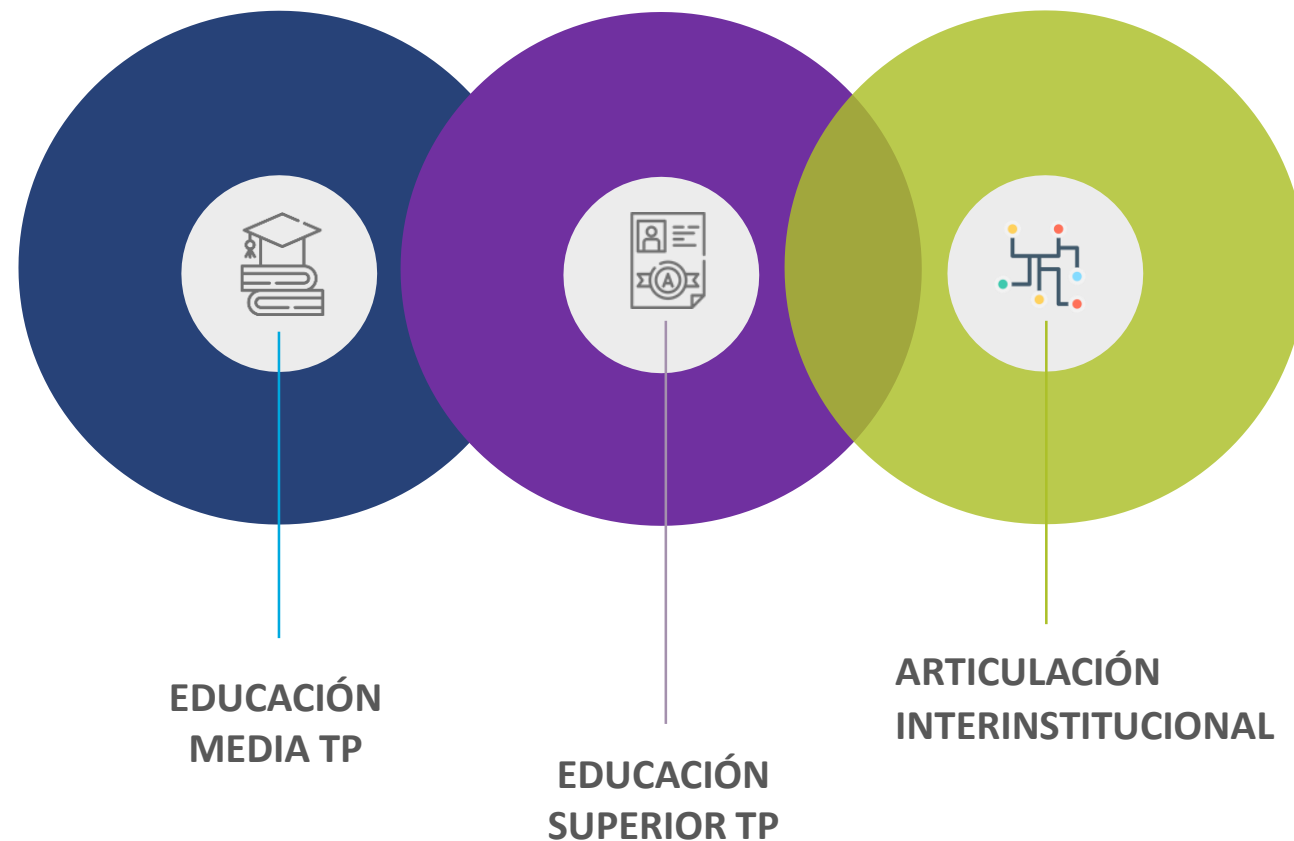 A
EDUCACIÓN
MEDIA TP
EDUCACIÓN
SUPERIOR TP
ARTICULACIÓN
INTERINSTITUCIONAL